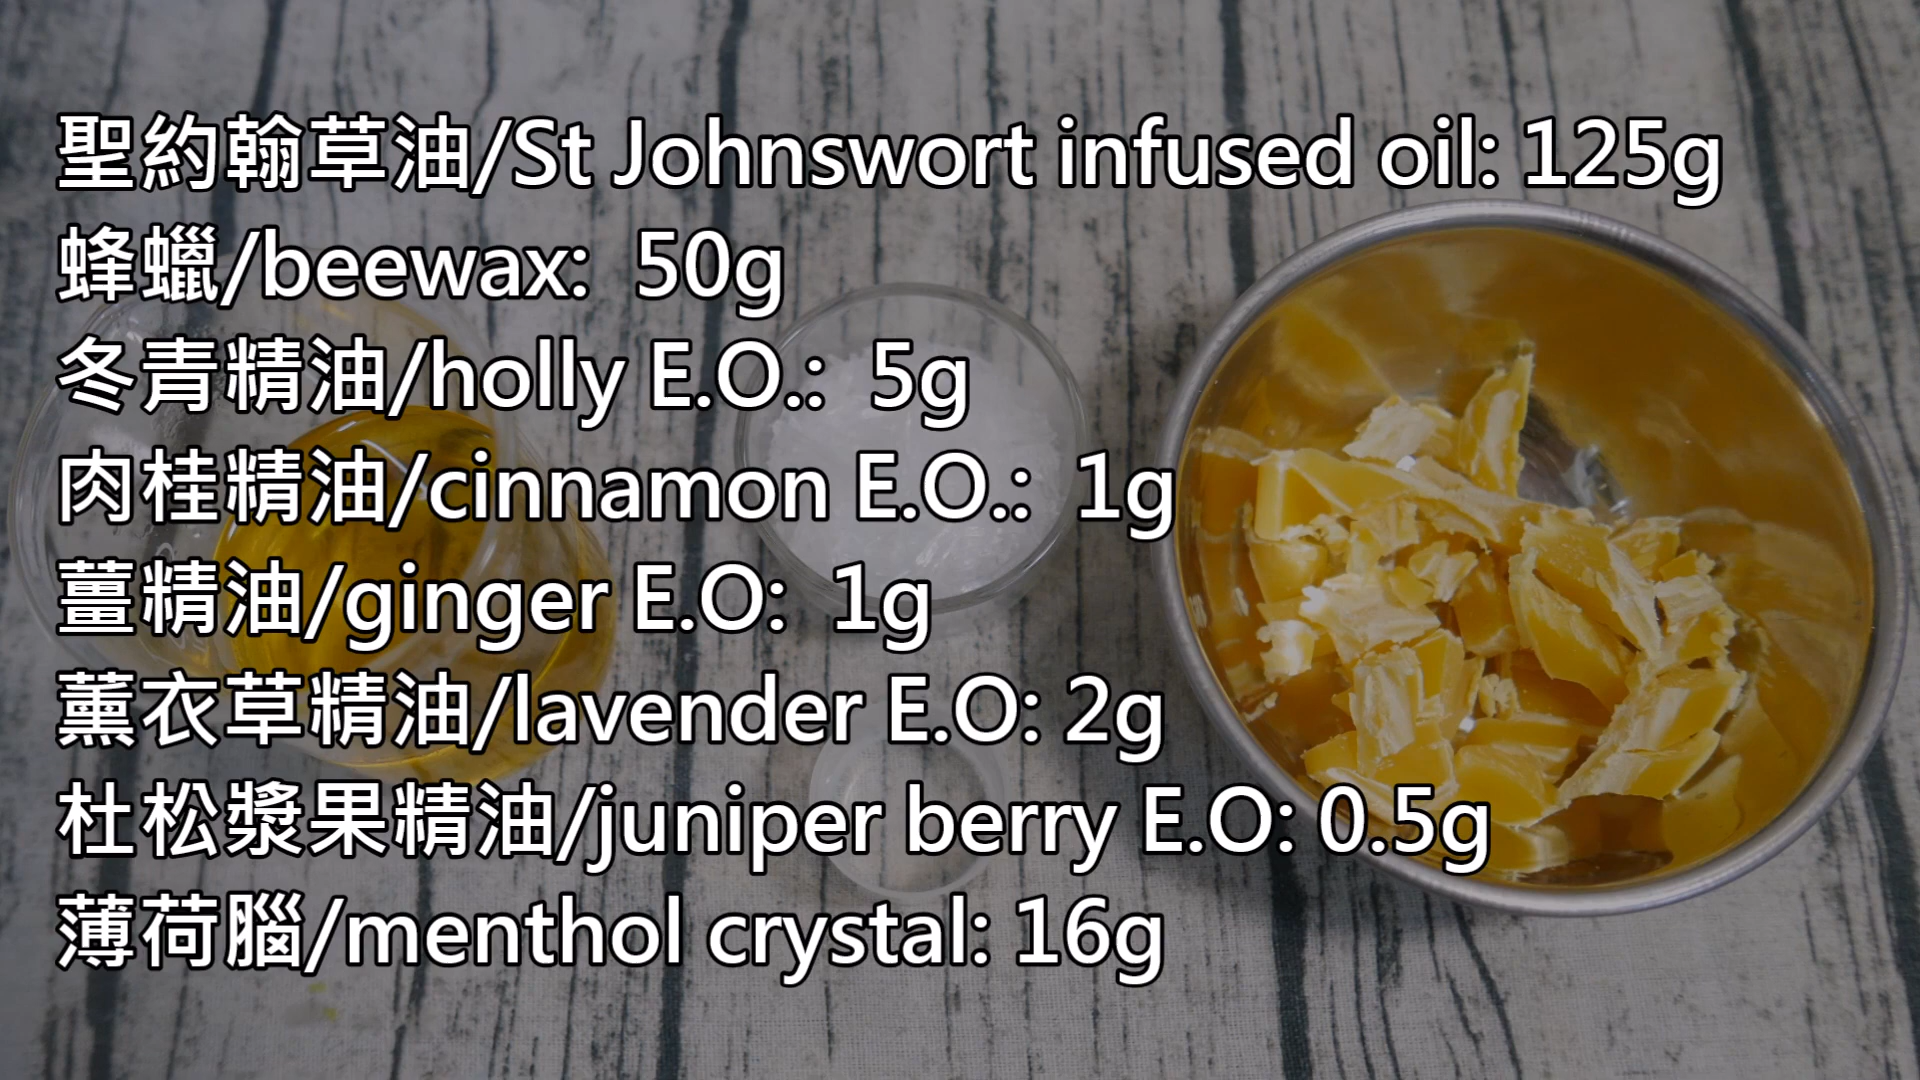 聖約翰草油/St Johnswort infused oil: 125g
蜂蠟/beewax:  50g
冬青精油/holly E.O.:  5g
肉桂精油/cinnamon E.O.:  1g
薑精油/ginger E.O:  1g
薰衣草精油/lavender E.O: 2g
杜松漿果精油/juniper berry E.O: 0.5g
薄荷腦/menthol crystal: 16g